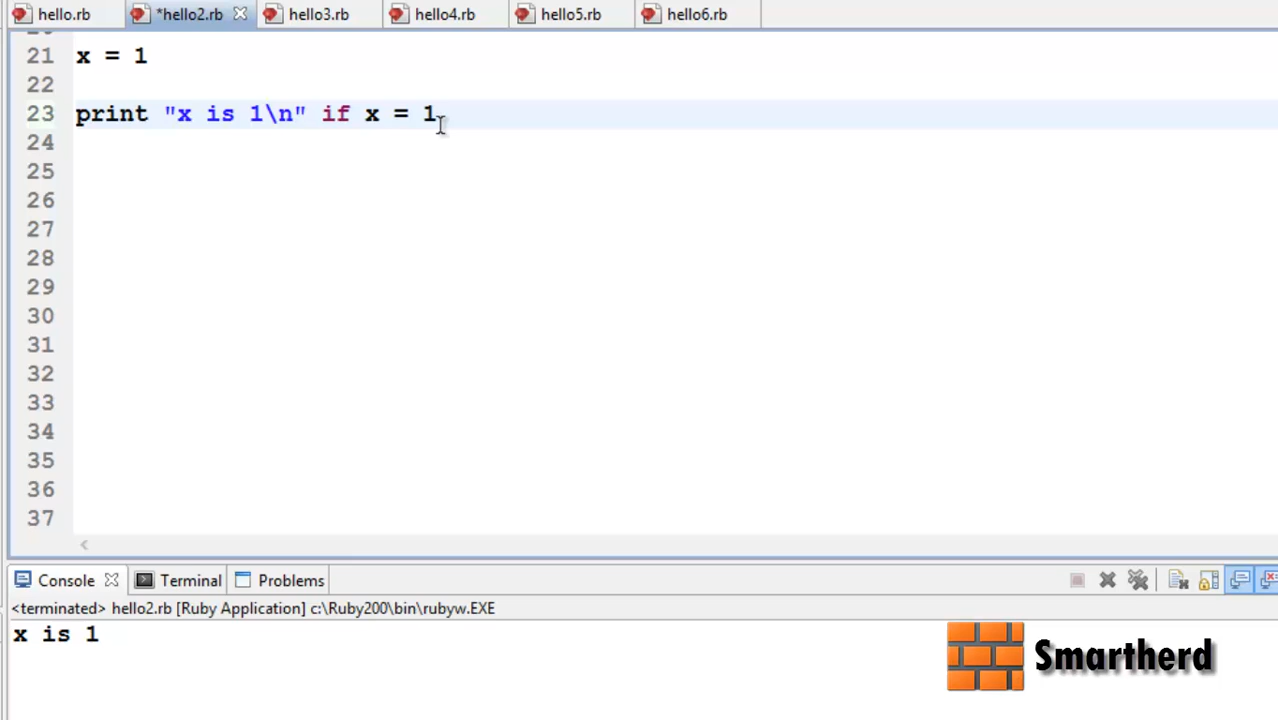 hello.rb *hello2.rb hello3.rb hello4.rb hello5.rb hello6.rb
21 x = 1
22
23 print "x is 1\n" if x = 1
24
25
26
27
28
29
30
31
32
33
34
35
36
37
Console Terminal Problems
<terminated> hello2.rb [Ruby Application] c:\Ruby200\bin\rubyw.EXE
x is 1
Smartherd